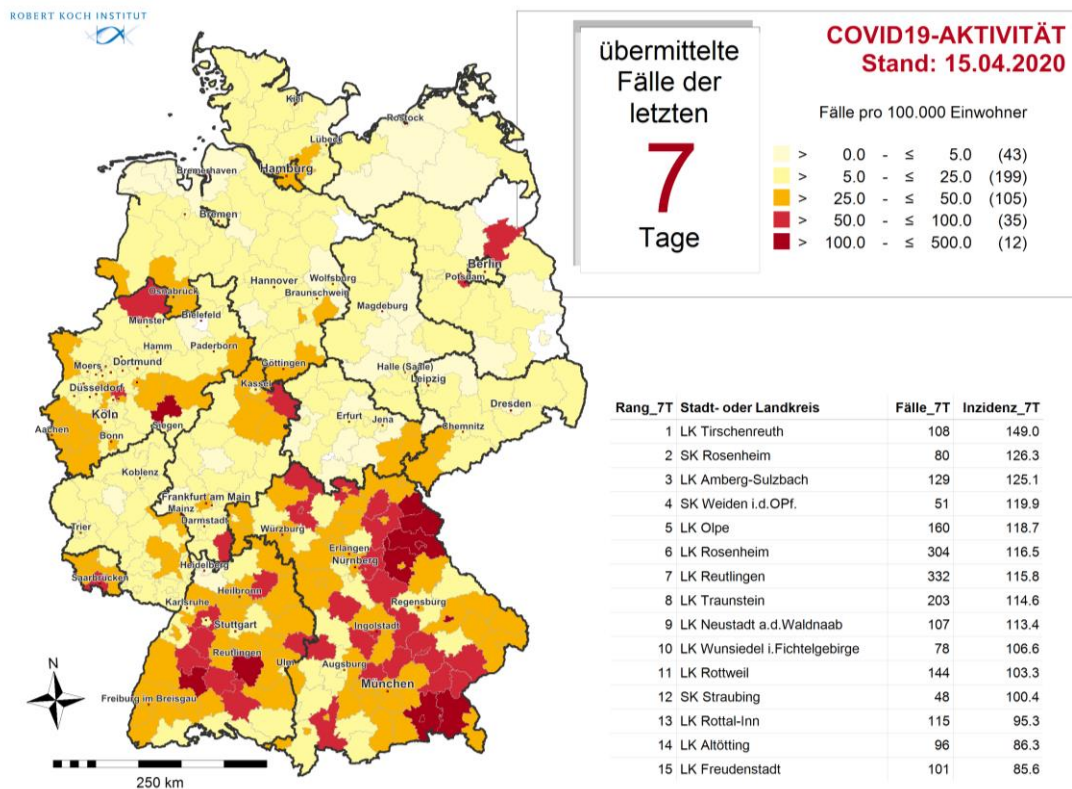 ROBERT KOCH INSTITUT
übermittelte
Fälle der
letzten
7
Tage
COVID19-AKTIVITÄT
Stand: 15.04.2020
Fälle pro 100.000 Einwohner
> 0.0 - ≤ 5.0 (43)
> 5.0 - ≤ 25.0 (199)
> 25.0 - ≤ 50.0 (105)
> 50.0 - ≤ 100.0 (35)
> 100.0 - ≤ 500.0 (12)
Kiel
Rostock
Lübeck
Hamburg
Bremerhaven
Bremen
Berlin
Potsdam
Hannover
Wolfsburg
Braunschweig
Osnabrück
Magdeburg
Münster
Bielefeld
Hamm
Paderborn
Göttingen
Moers
Dortmund
Halle (Saale)
Leipzig
Kassel
Düsseldorf
Dresden
Köln
Erfurt
Jena
Chemnitz
Aachen
Bonn
Siegen
Koblenz
Frankfurt am Main
Mainz
Darmstadt
Würzburg
Trier
Erlangen
Nürnberg
Heidelberg
Saarbrücken
Heilbronn
Regensburg
Karlsruhe
Stuttgart
Ingolstadt
Reutlingen
Ulm
Augsburg
München
Freiburg im Breisgau
N
250 km
Rang_7T Stadt- oder Landkreis Fälle_7T Inzidenz_7T
1 LK Tirschenreuth 108 149.0
2 SK Rosenheim 80 126.3
3 LK Amberg-Sulzbach 129 125.1
4 SK Weiden i.d.OPf. 51 119.9
5 LK Olpe 160 118.7
6 LK Rosenheim 304 116.5
7 LK Reutlingen 332 115.8
8 LK Traunstein 203 114.6
9 LK Neustadt a.d.Waldnaab 107 113.4
10 LK Wunsiedel i.Fichtelgebirge 78 106.6
11 LK Rottweil 144 103.3
12 SK Straubing 48 100.4
13 LK Rottal-Inn 115 95.3
14 LK Altötting 96 86.3
15 LK Freudenstadt 101 85.6